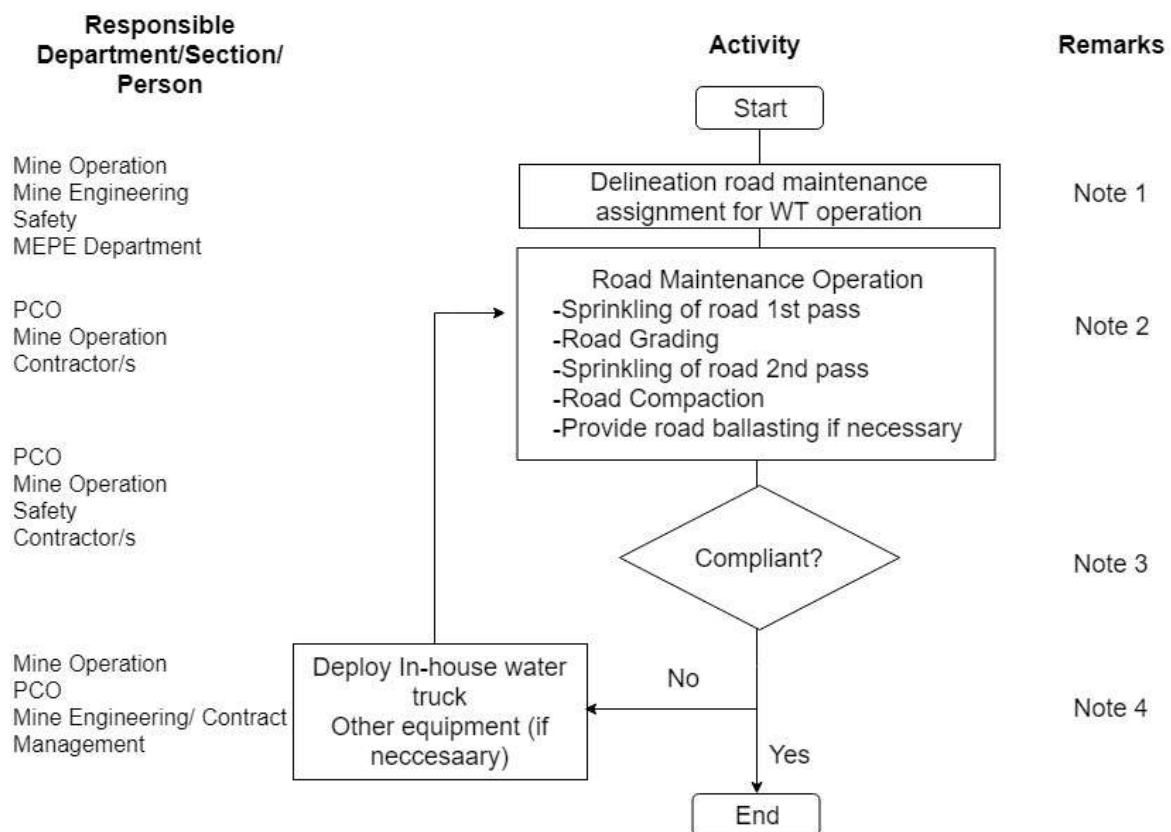 Responsible
Department/Section/
Person
Activity
Remarks
Start
Mine Operation
Mine Engineering
Safety
MEPE Department
Delineation road maintenance
assignment for WT operation
Note 1
PCO
Mine Operation
Contractor/s
Road Maintenance Operation
-Sprinkling of road 1st pass
-Road Grading
-Sprinkling of road 2nd pass
-Road Compaction
-Provide road ballasting if necessary
Note 2
PCO
Mine Operation
Safety
Contractor/s
Compliant?
Note 3
Mine Operation
PCO
Mine Engineering/ Contract
Management
Deploy In-house water
truck
Other equipment (if
neccesaary)
No
Note 4
Yes
End